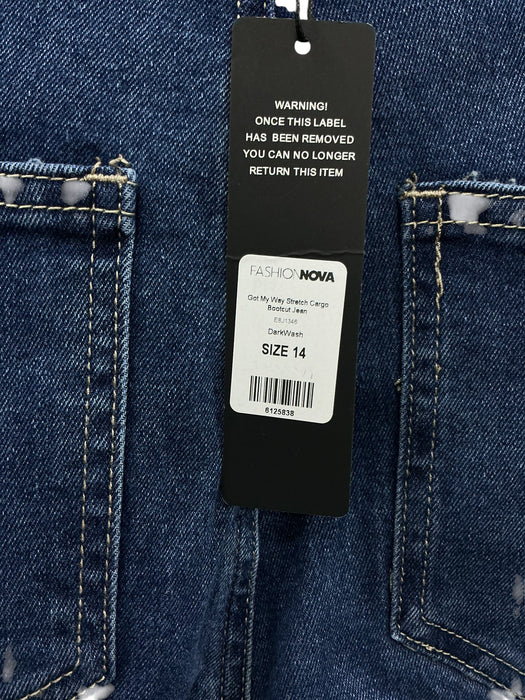 WARNING!
ONCE THIS LABEL
HAS BEEN REMOVED
YOU CAN NO LONGER
RETURN THIS ITEM
FASHIONNOVA
Got My Way Stretch Cargo
Bootcut Jean
DarkWash
SIZE 14
6125838